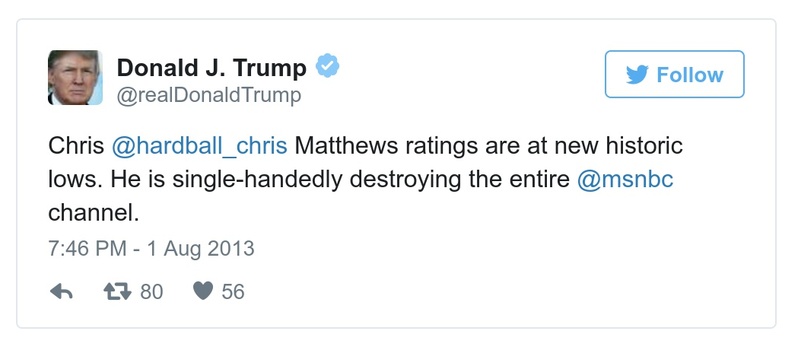 Donald J. Trump
@realDonaldTrump
Follow
Chris @hardball_chris Matthews ratings are at new historic
lows. He is single-handedly destroying the entire @msnbc
channel.
7:46 PM - 1 Aug 2013
80 56